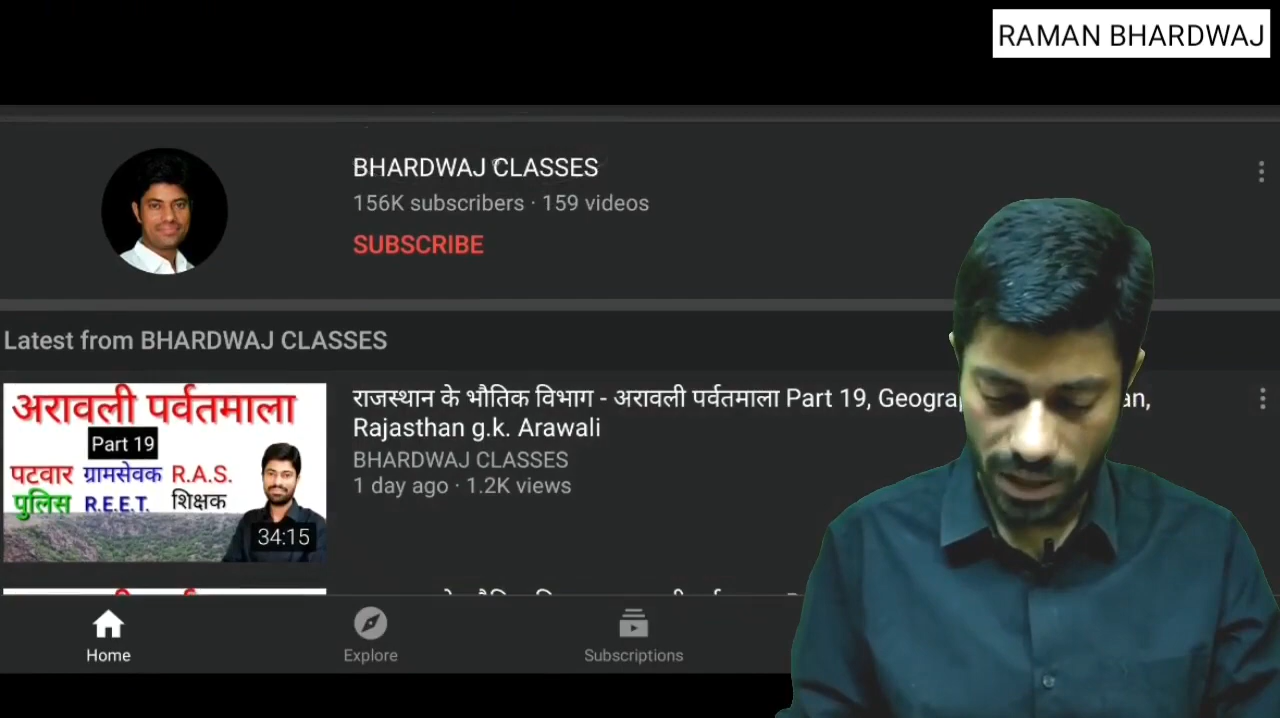 RAMAN BHARDWAJ
BHARDWAJ CLASSES
156K subscribers · 159 videos
SUBSCRIBE
Latest from BHARDWAJ CLASSES
अरावली पर्वतमाला
Part 19
पटवार ग्रामसेवक R.A.S.
पुलिस R.E.E.T. शिक्षक
34:15
राजस्थान के भौतिक विभाग - अरावली पर्वतमाला Part 19,
Rajasthan g.k. Arawali
BHARDWAJ CLASSES
1 day ago · 1.2K views
Home
Explore
Subscriptions